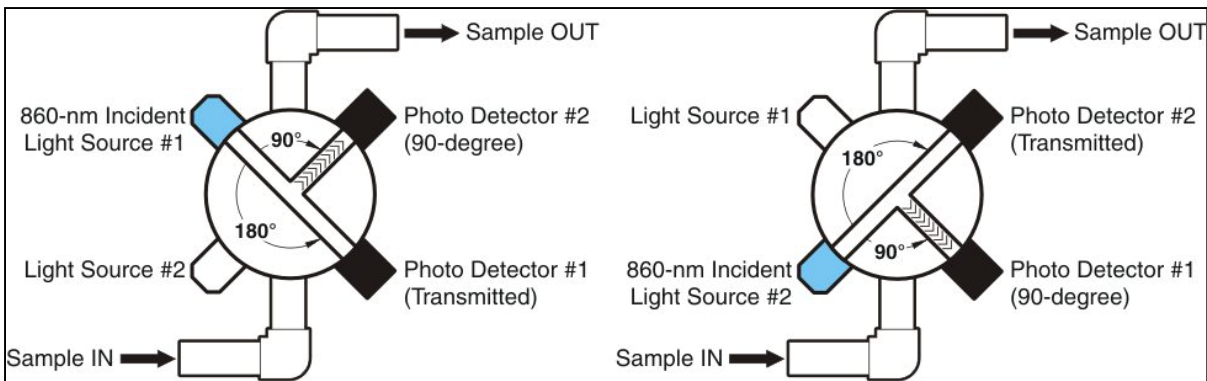 Sample OUT
860-nm Incident
Light Source #1
90°
Photo Detector #2
(90-degree)
180°
Light Source #2
Photo Detector #1
(Transmitted)
Sample IN
Sample OUT
Light Source #1
Photo Detector #2
(Transmitted)
180°
90°
860-nm Incident
Light Source #2
Photo Detector #1
(90-degree)
Sample IN